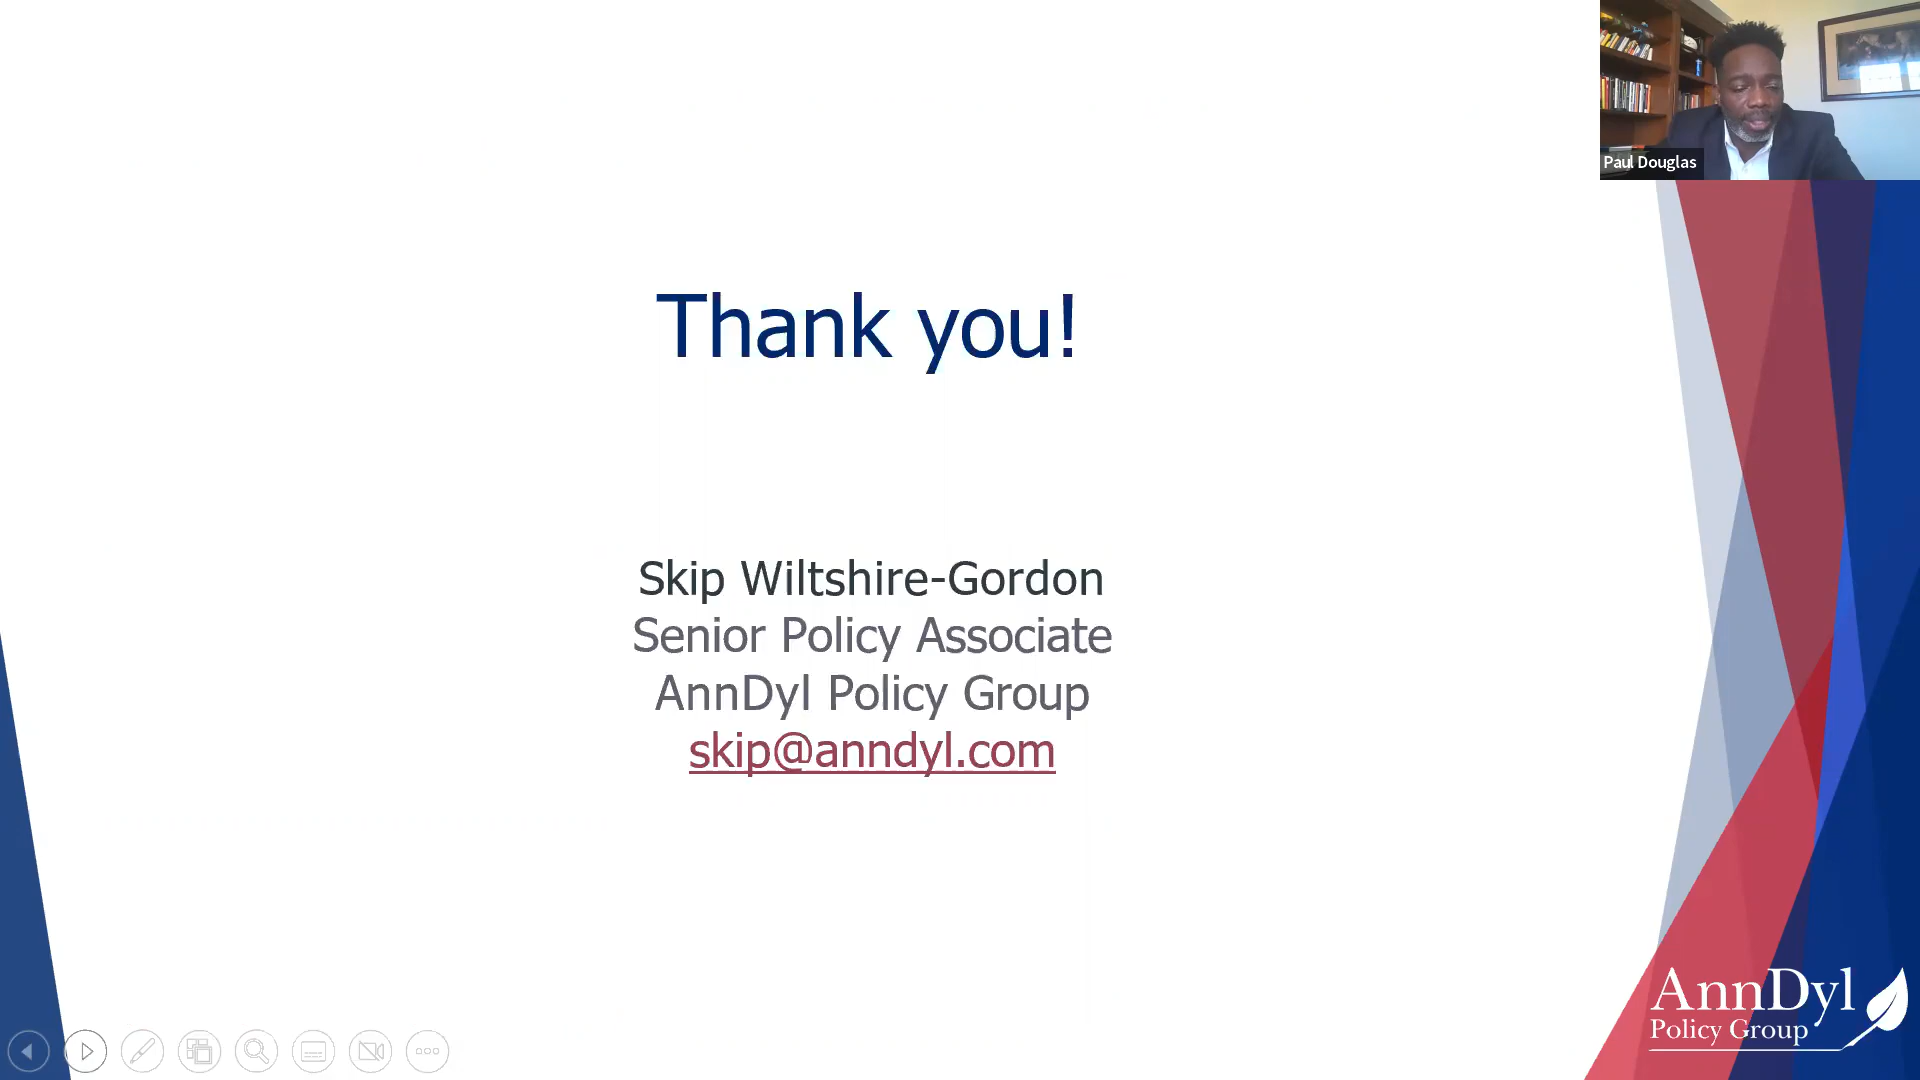 Paul Douglas
Thank you!
Skip Wiltshire-Gordon
Senior Policy Associate
AnnDyl Policy Group
skip@anndyl.com
AnnDyl
Policy Group